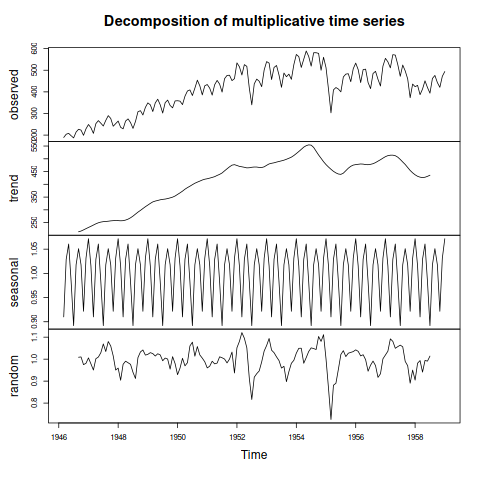 Decomposition of multiplicative time series
observed
200 300 400 500 600
trend
250 350 450 550
seasonal
0.90 0.95 1.00 1.05
random
0.8 0.9 1.0 1.1
1946 1948 1950 1952 1954 1956 1958
Time